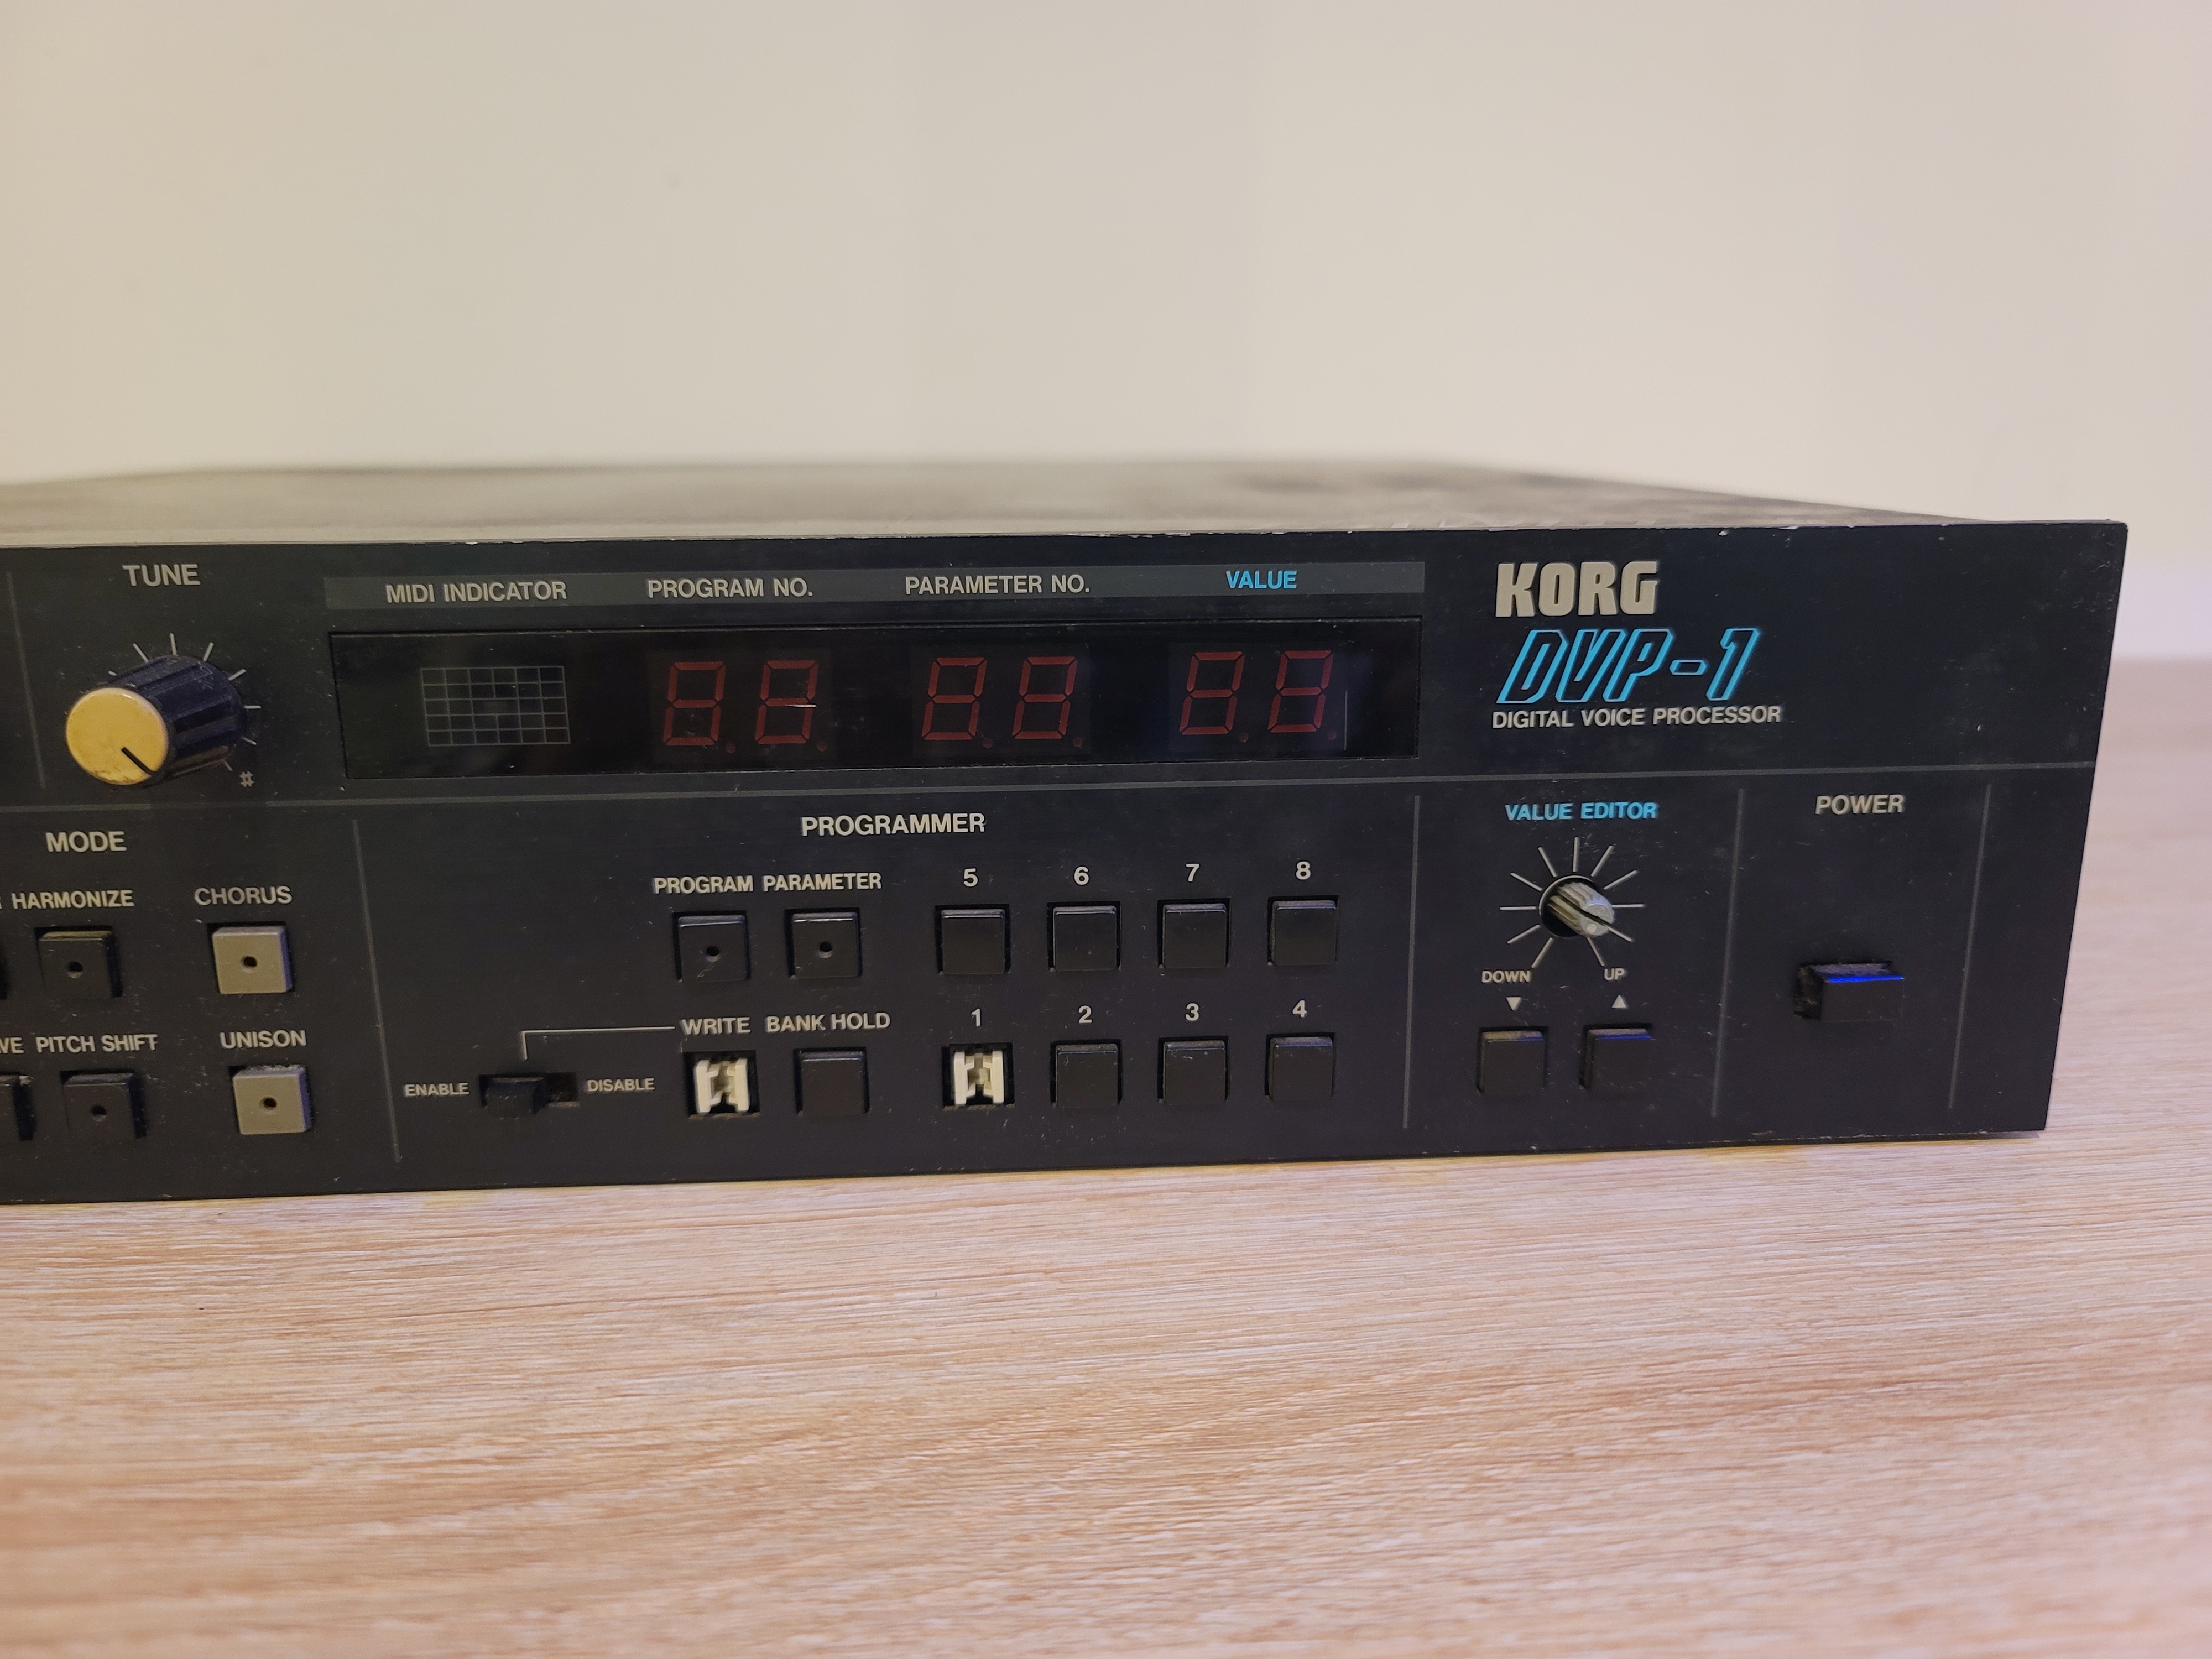 TUNE
MIDI INDICATOR PROGRAM NO. PARAMETER NO. VALUE
KORG
DVP-1
DIGITAL VOICE PROCESSOR
#
MODE
HARMONIZE CHORUS
PITCH SHIFT UNISON
PROGRAMMER
PROGRAM PARAMETER 5 6 7 8
WRITE BANK HOLD 1 2 3 4
ENABLE DISABLE
VALUE EDITOR
DOWN UP
▼ ▲
POWER